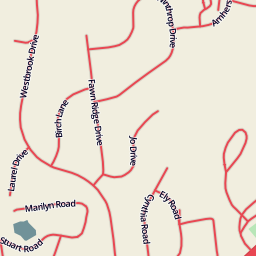 Winthrop Drive
Westbrook Drive
Birch Lane
Fawn Ridge Drive
Jo Drive
Laurel Drive
Marilyn Road
Ely Road
Cynthia Road
Stuart Road